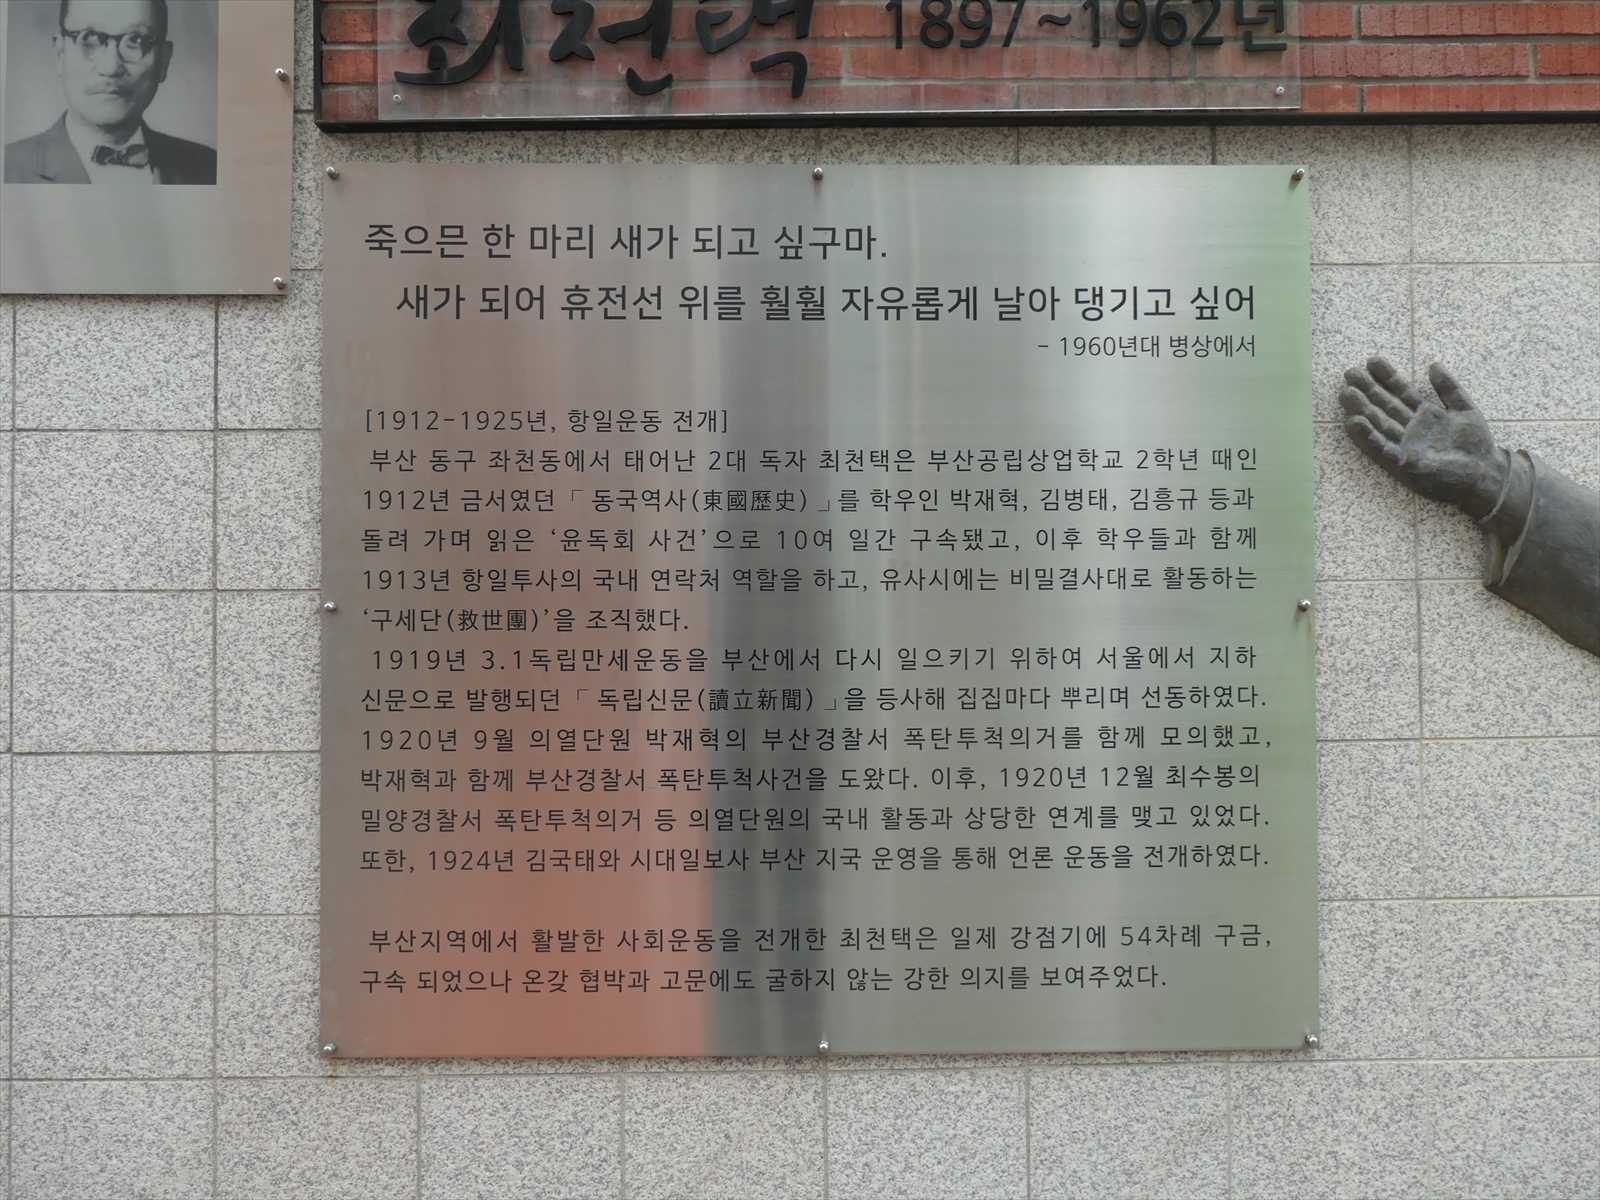 최천택 1897~1962년
죽으믄 한 마리 새가 되고 싶구마.
새가 되어 휴전선 위를 훨훨 자유롭게 날아 댕기고 싶어
- 1960년대 병상에서
[1912-1925년, 항일운동 전개]
부산 동구 좌천동에서 태어난 2대 독자 최천택은 부산공립상업학교 2학년 때인
1912년 금서였던 「 동국역사(東國歷史) 」를 학우인 박재혁, 김병태, 김흥규 등과
돌려 가며 읽은 ‘윤독회 사건’으로 10여 일간 구속됐고, 이후 학우들과 함께
1913년 항일투사의 국내 연락처 역할을 하고, 유사시에는 비밀결사대로 활동하는
‘구세단(救世團)’을 조직했다.
1919년 3.1독립만세운동을 부산에서 다시 일으키기 위하여 서울에서 지하
신문으로 발행되던 「 독립신문(讀立新聞) 」을 등사해 집집마다 뿌리며 선동하였다.
1920년 9월 의열단원 박재혁의 부산경찰서 폭탄투척의거를 함께 모의했고,
박재혁과 함께 부산경찰서 폭탄투척사건을 도왔다. 이후, 1920년 12월 최수봉의
밀양경찰서 폭탄투척의거 등 의열단원의 국내 활동과 상당한 연계를 맺고 있었다.
또한, 1924년 김국태와 시대일보사 부산 지국 운영을 통해 언론 운동을 전개하였다.
부산지역에서 활발한 사회운동을 전개한 최천택은 일제 강점기에 54차례 구금,
구속 되었으나 온갖 협박과 고문에도 굴하지 않는 강한 의지를 보여주었다.